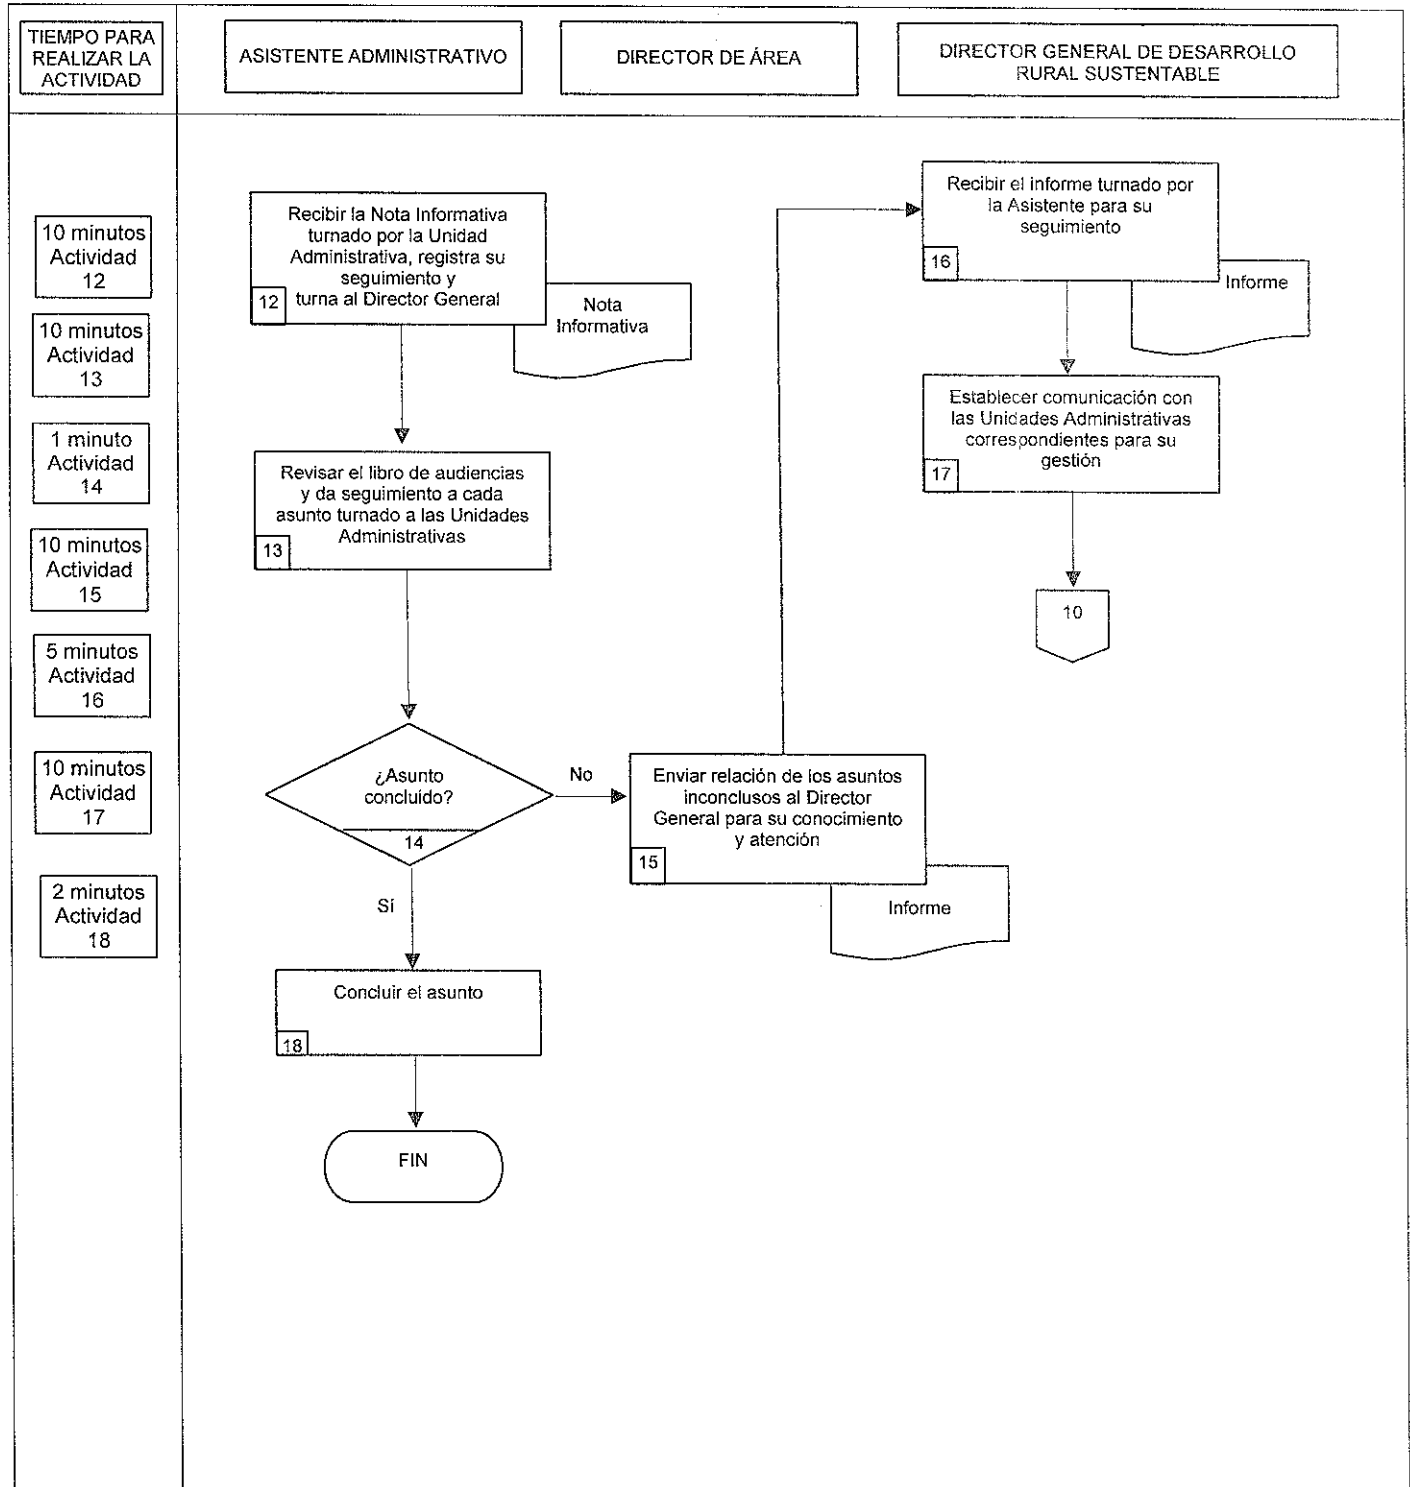 TIEMPO PARA
REALIZAR LA
ACTIVIDAD
ASISTENTE ADMINISTRATIVO
DIRECTOR DE ÁREA
DIRECTOR GENERAL DE DESARROLLO
RURAL SUSTENTABLE
10 minutos
Actividad
12
10 minutos
Actividad
13
1 minuto
Actividad
14
10 minutos
Actividad
15
5 minutos
Actividad
16
10 minutos
Actividad
17
2 minutos
Actividad
18
Recibir la Nota Informativa
turnado por la Unidad
Administrativa, registra su
seguimiento y
turna al Director General
12
Nota
Informativa
Revisar el libro de audiencias
y da seguimiento a cada
asunto turnado a las Unidades
Administrativas
13
¿Asunto
concluido?
14
No
Sí
Enviar relación de los asuntos
inconclusos al Director
General para su conocimiento
y atención
15
Informe
Recibir el informe turnado por
la Asistente para su
seguimiento
16
Informe
Establecer comunicación con
las Unidades Administrativas
correspondientes para su
gestión
17
10
Concluir el asunto
18
FIN